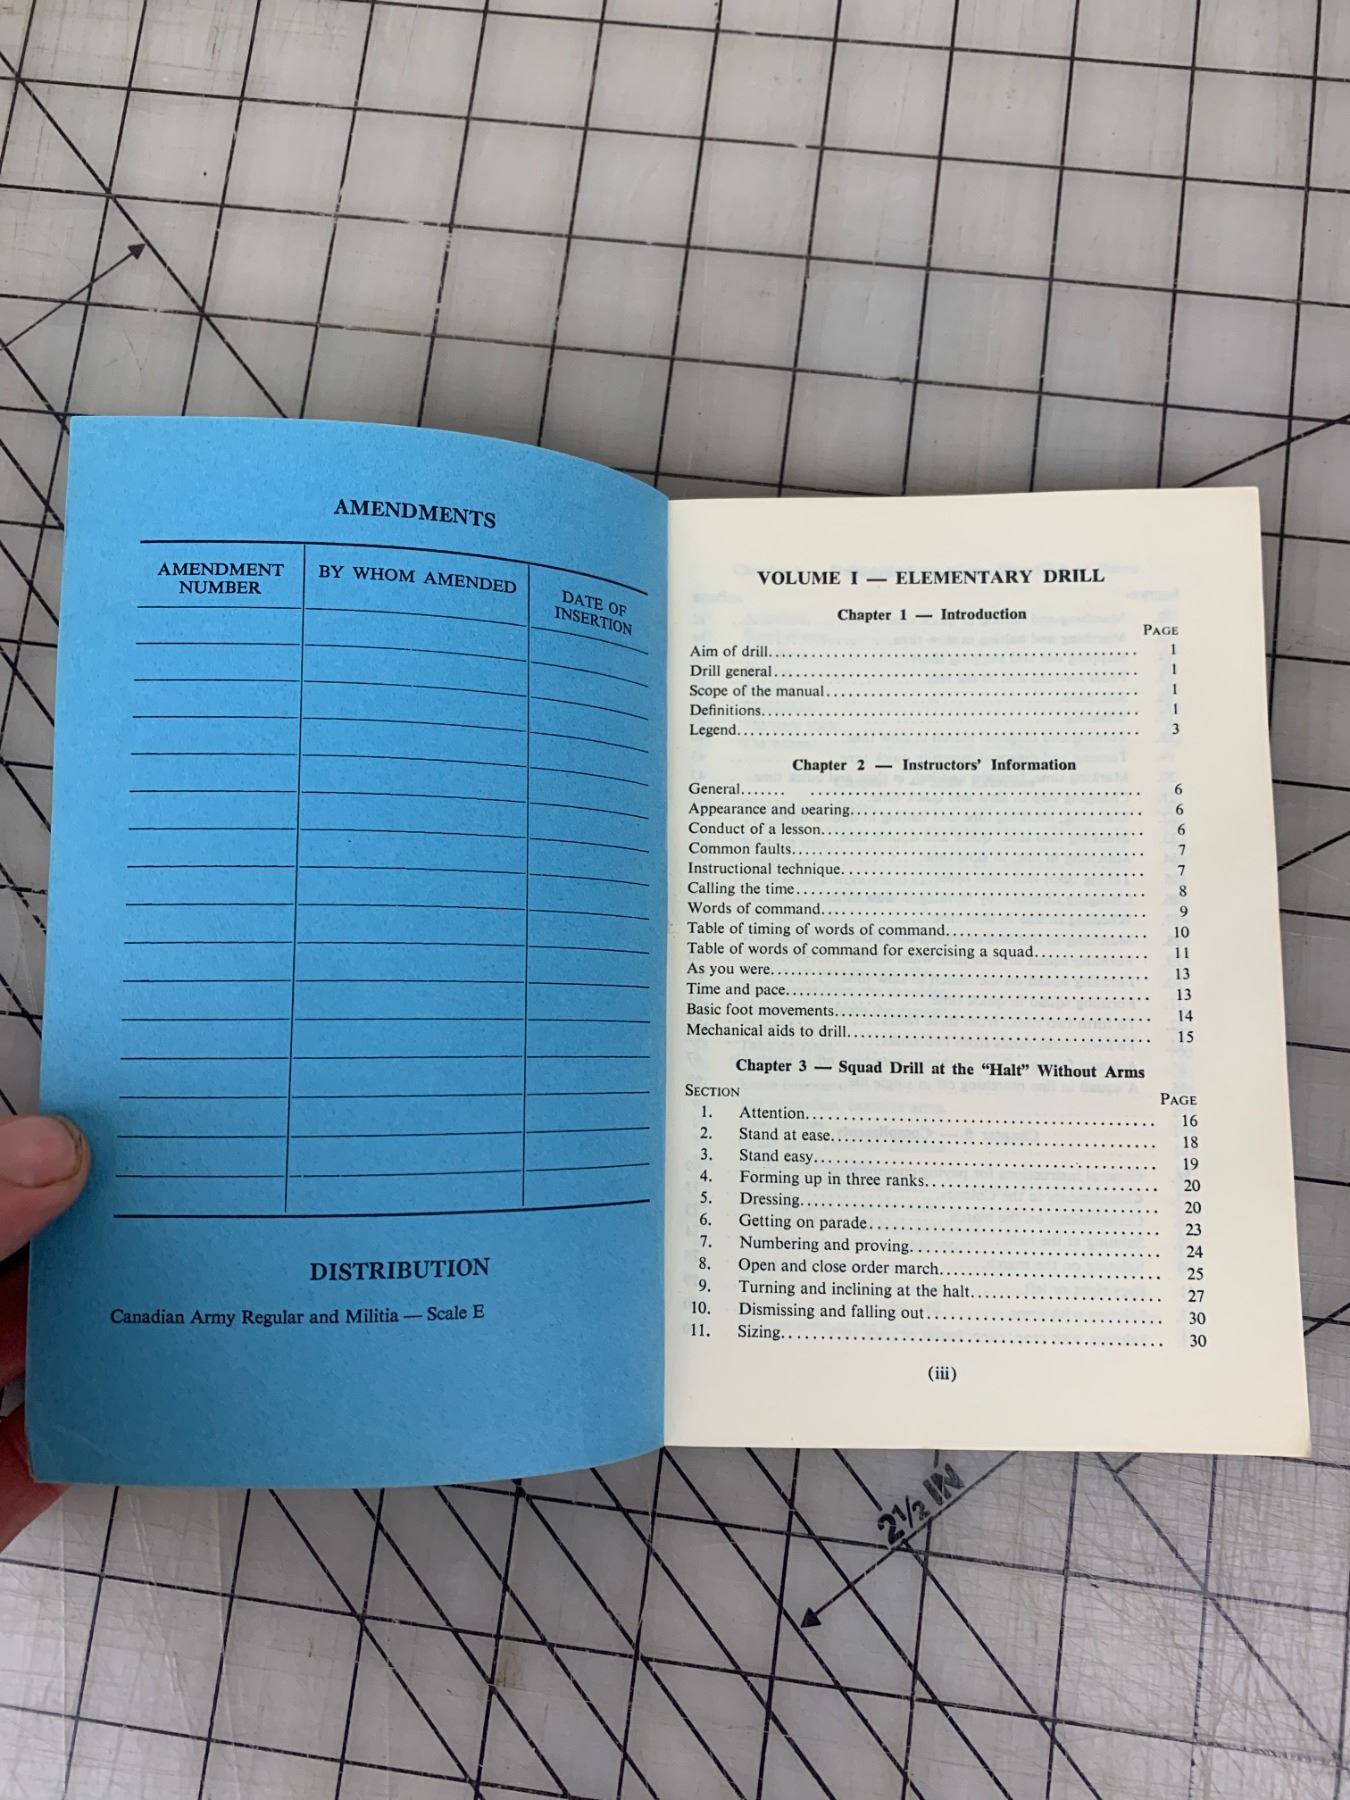 AMENDMENTS
AMENDMENT NUMBER
BY WHOM AMENDED
DATE OF INSERTION
DISTRIBUTION
Canadian Army Regular and Militia — Scale E
VOLUME I — ELEMENTARY DRILL
Chapter 1 — Introduction
PAGE
Aim of drill........................................ 1
Drill general........................................ 1
Scope of the manual........................................ 1
Definitions........................................ 1
Legend........................................ 3
Chapter 2 — Instructors' Information
General........................................ 6
Appearance and bearing........................................ 6
Conduct of a lesson........................................ 6
Common faults........................................ 7
Instructional technique........................................ 7
Calling the time........................................ 8
Words of command........................................ 9
Table of timing of words of command........................................ 10
Table of words of command for exercising a squad............... 11
As you were........................................ 13
Time and pace........................................ 13
Basic foot movements........................................ 14
Mechanical aids to drill........................................ 15
Chapter 3 — Squad Drill at the “Halt” Without Arms
SECTION PAGE
1. Attention........................................ 16
2. Stand at ease........................................ 18
3. Stand easy........................................ 19
4. Forming up in three ranks........................................ 20
5. Dressing........................................ 20
6. Getting on parade........................................ 23
7. Numbering and proving........................................ 24
8. Open and close order march........................................ 25
9. Turning and inclining at the halt........................................ 27
10. Dismissing and falling out........................................ 30
11. Sizing........................................ 30
(iii)
2½ IN